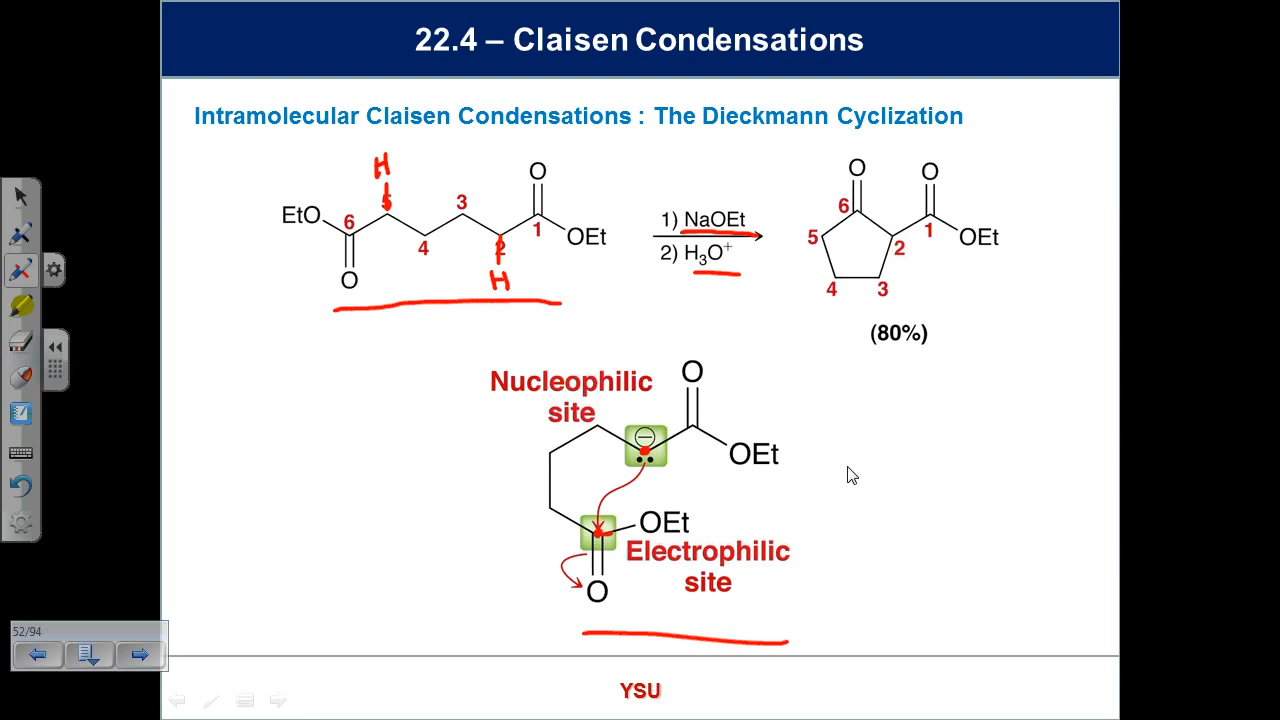 22.4 – Claisen Condensations
Intramolecular Claisen Condensations : The Dieckmann Cyclization
H
O
O
O
EtO
6
5
4
3
2
1
OEt
O
H
1) NaOEt
2) H₃O⁺
6
5
4
3
2
1
OEt
(80%)
Nucleophilic
site
O
⊖
OEt
OEt
Electrophilic
site
O
52/94
YSU